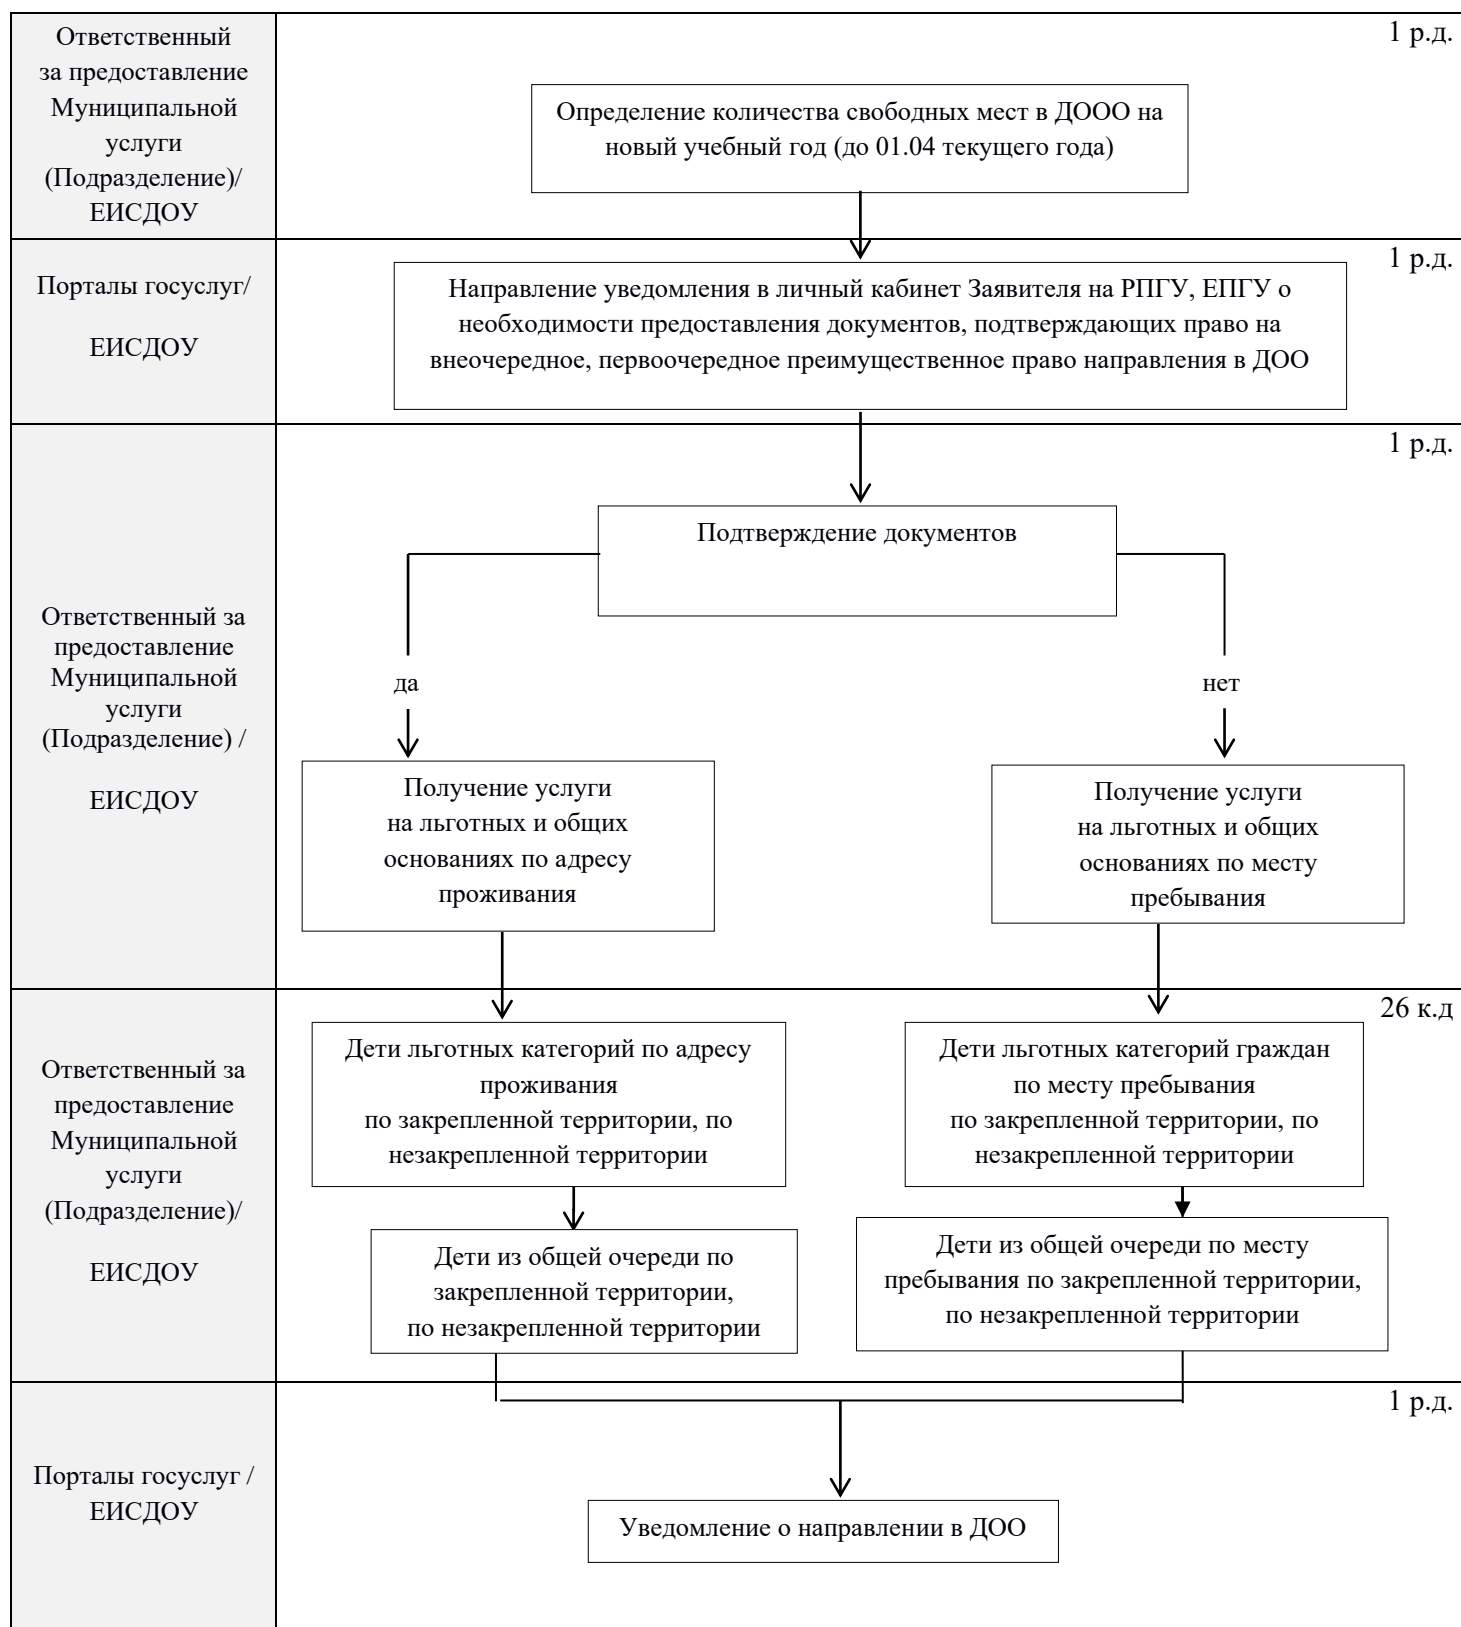 Ответственный
за предоставление
Муниципальной
услуги
(Подразделение)/
ЕИСДОУ
1 р.д.
Определение количества свободных мест в ДООО на
новый учебный год (до 01.04 текущего года)
Порталы госуслуг/
ЕИСДОУ
1 р.д.
Направление уведомления в личный кабинет Заявителя на РПГУ, ЕПГУ о
необходимости предоставления документов, подтверждающих право на
внеочередное, первоочередное преимущественное право направления в ДОО
Ответственный за
предоставление
Муниципальной
услуги
(Подразделение) /
ЕИСДОУ
1 р.д.
Подтверждение документов
да
нет
Получение услуги
на льготных и общих
основаниях по адресу
проживания
Получение услуги
на льготных и общих
основаниях по месту
пребывания
Ответственный за
предоставление
Муниципальной
услуги
(Подразделение)/
ЕИСДОУ
26 к.д
Дети льготных категорий по адресу
проживания
по закрепленной территории, по
незакрепленной территории
Дети льготных категорий граждан
по месту пребывания
по закрепленной территории, по
незакрепленной территории
Дети из общей очереди по
закрепленной территории,
по незакрепленной территории
Дети из общей очереди по месту
пребывания по закрепленной территории,
по незакрепленной территории
Порталы госуслуг /
ЕИСДОУ
1 р.д.
Уведомление о направлении в ДОО